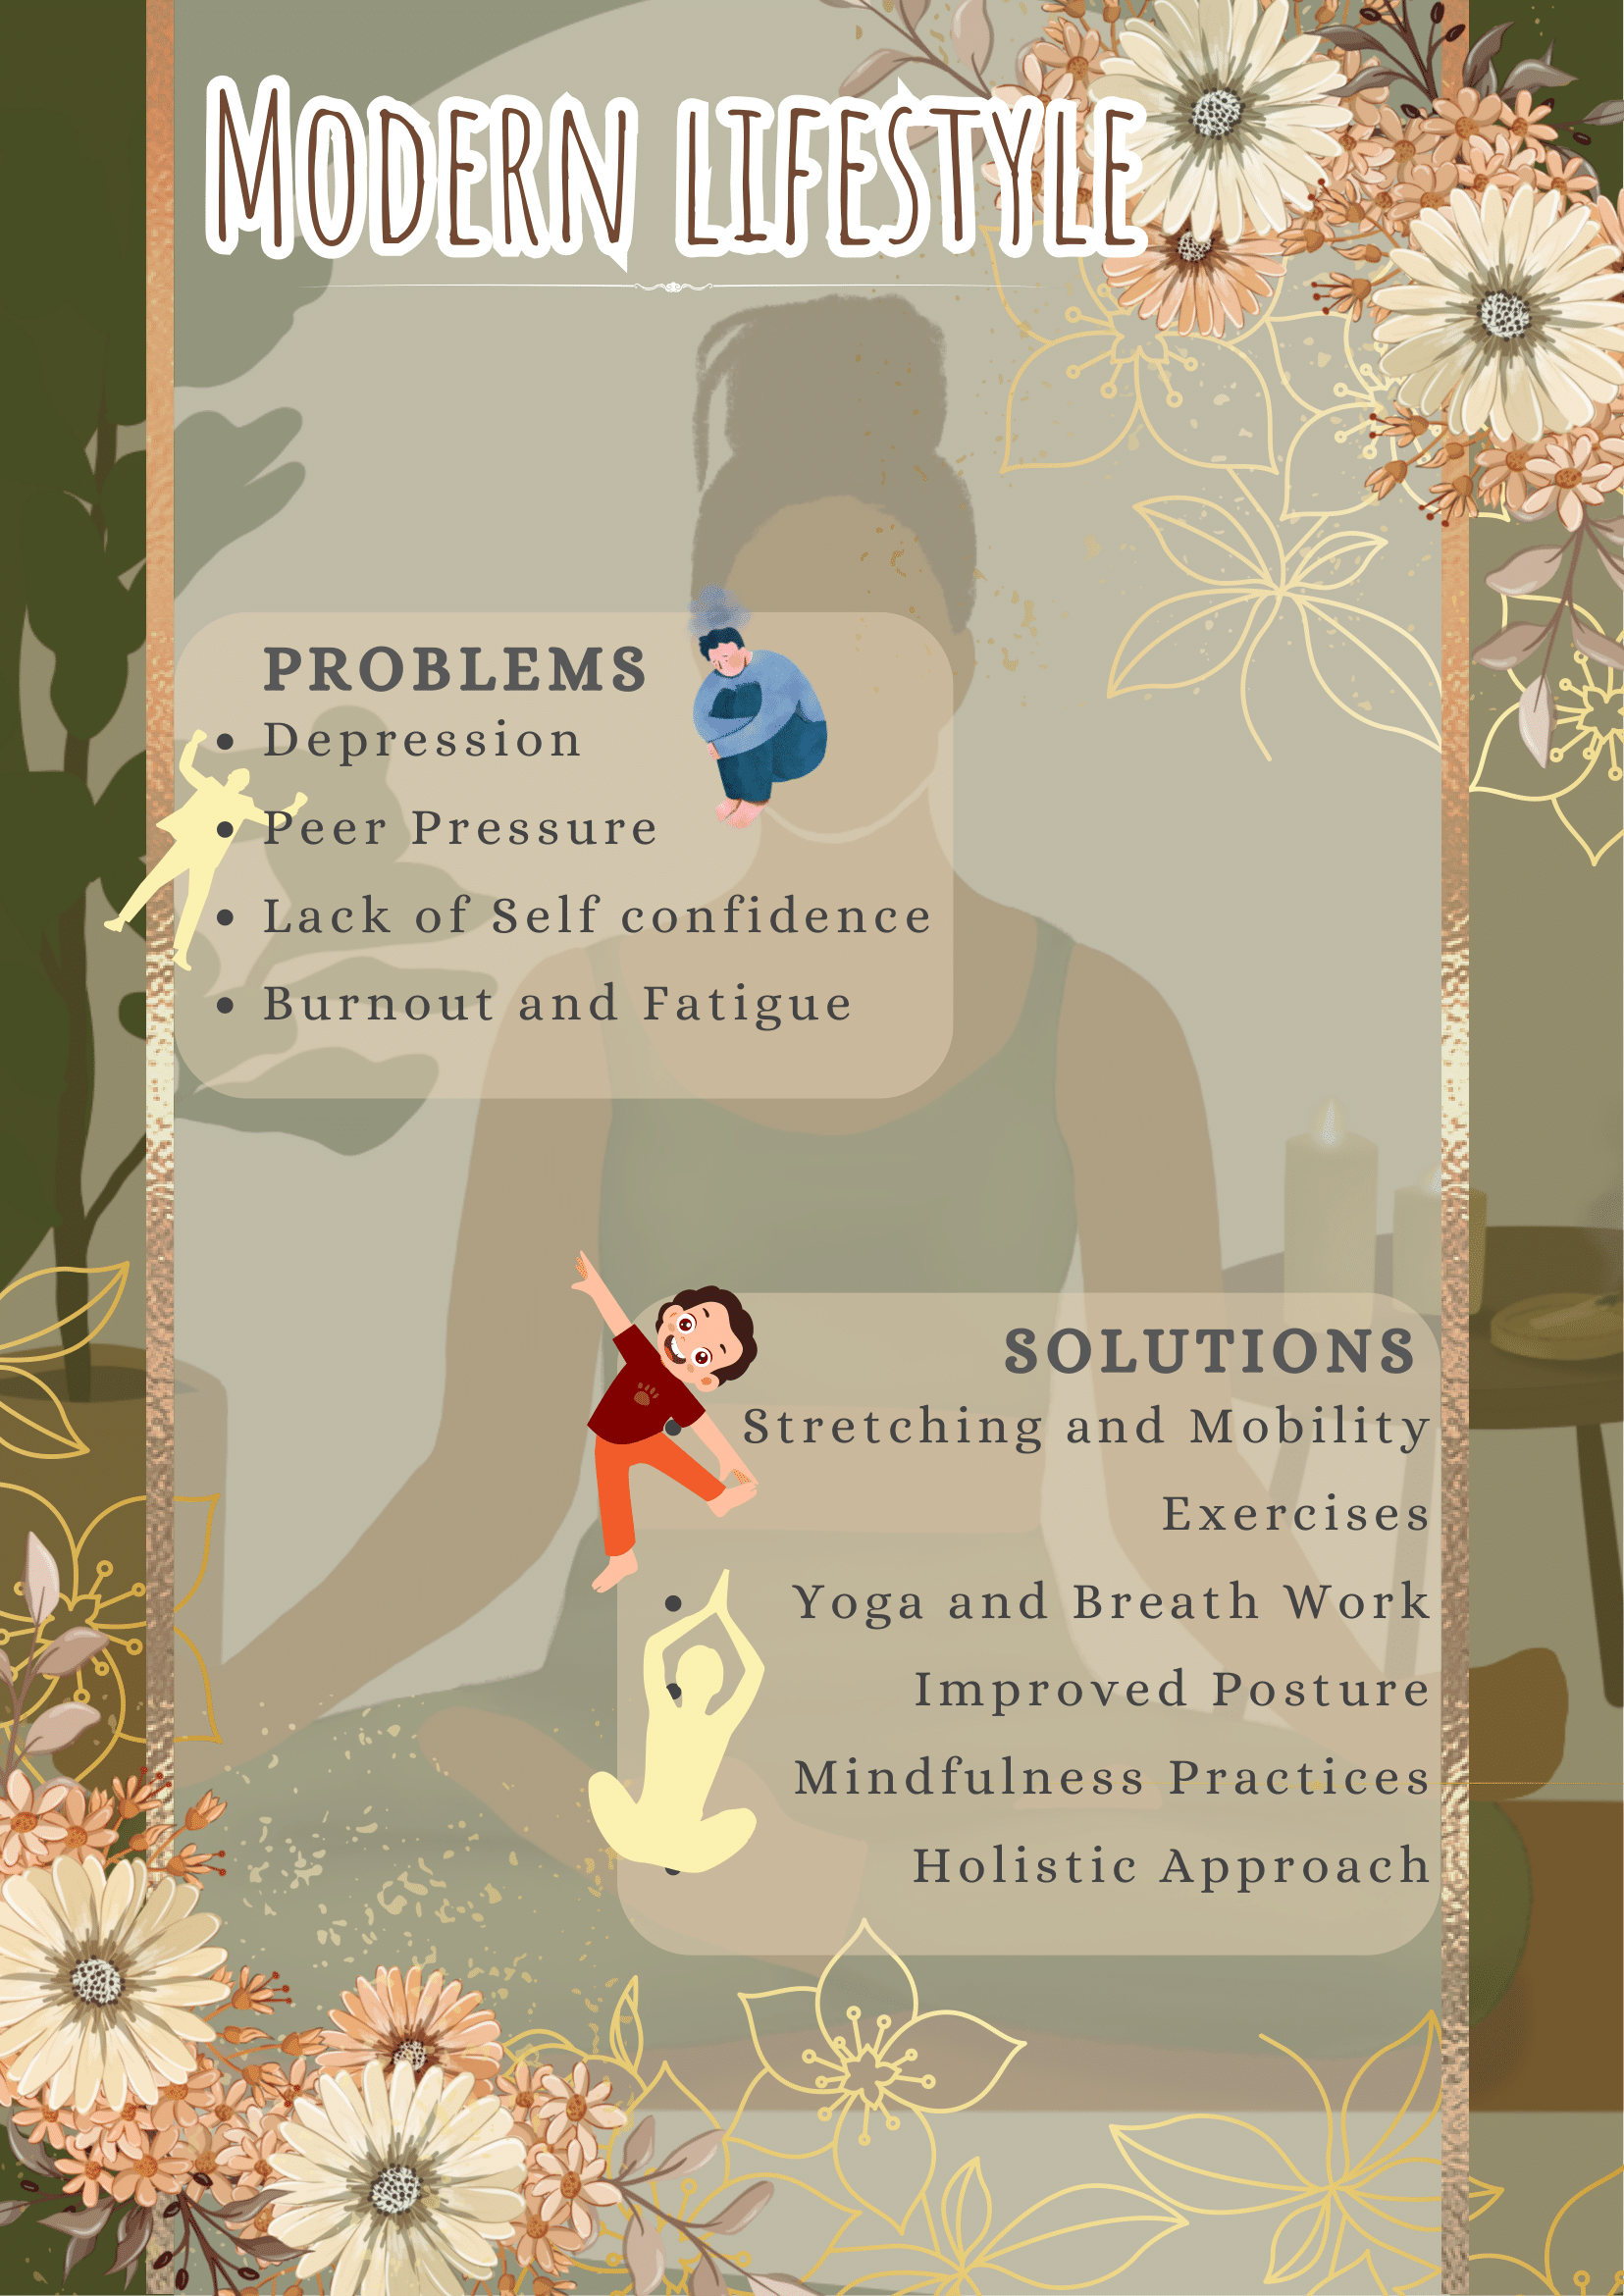 Modern lifestyle
PROBLEMS
• Depression
• Peer Pressure
• Lack of Self confidence
• Burnout and Fatigue
SOLUTIONS
• Stretching and Mobility
Exercises
• Yoga and Breath Work
• Improved Posture
Mindfulness Practices
• Holistic Approach